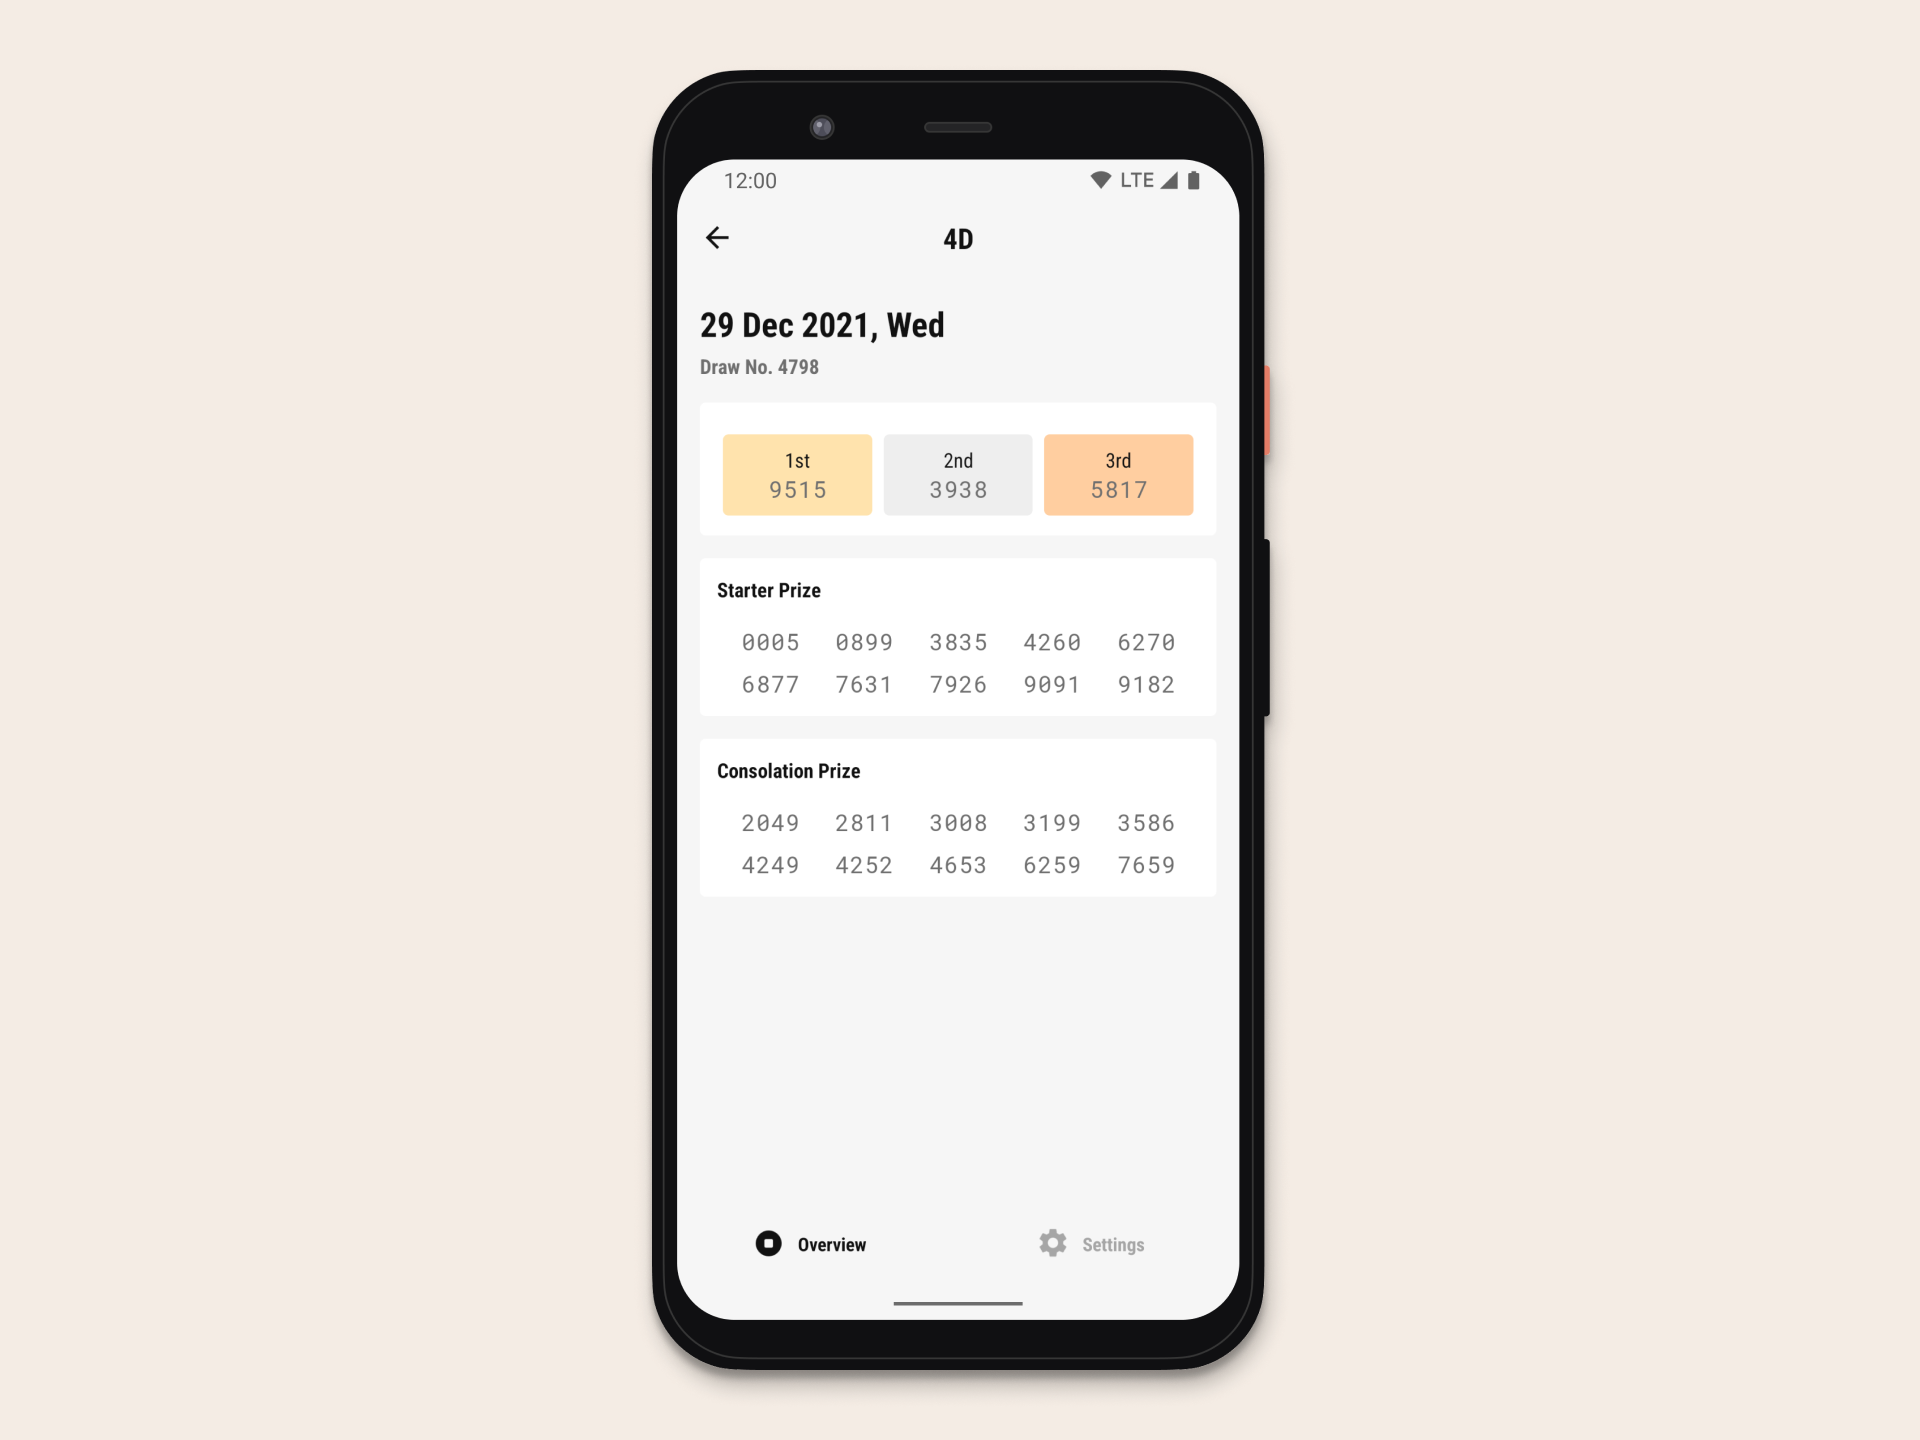 12:00 LTE
4D
29 Dec 2021, Wed
Draw No. 4798
1st 2nd 3rd
9515 3938 5817
Starter Prize
0005 0899 3835 4260 6270
6877 7631 7926 9091 9182
Consolation Prize
2049 2811 3008 3199 3586
4249 4252 4653 6259 7659
Overview Settings